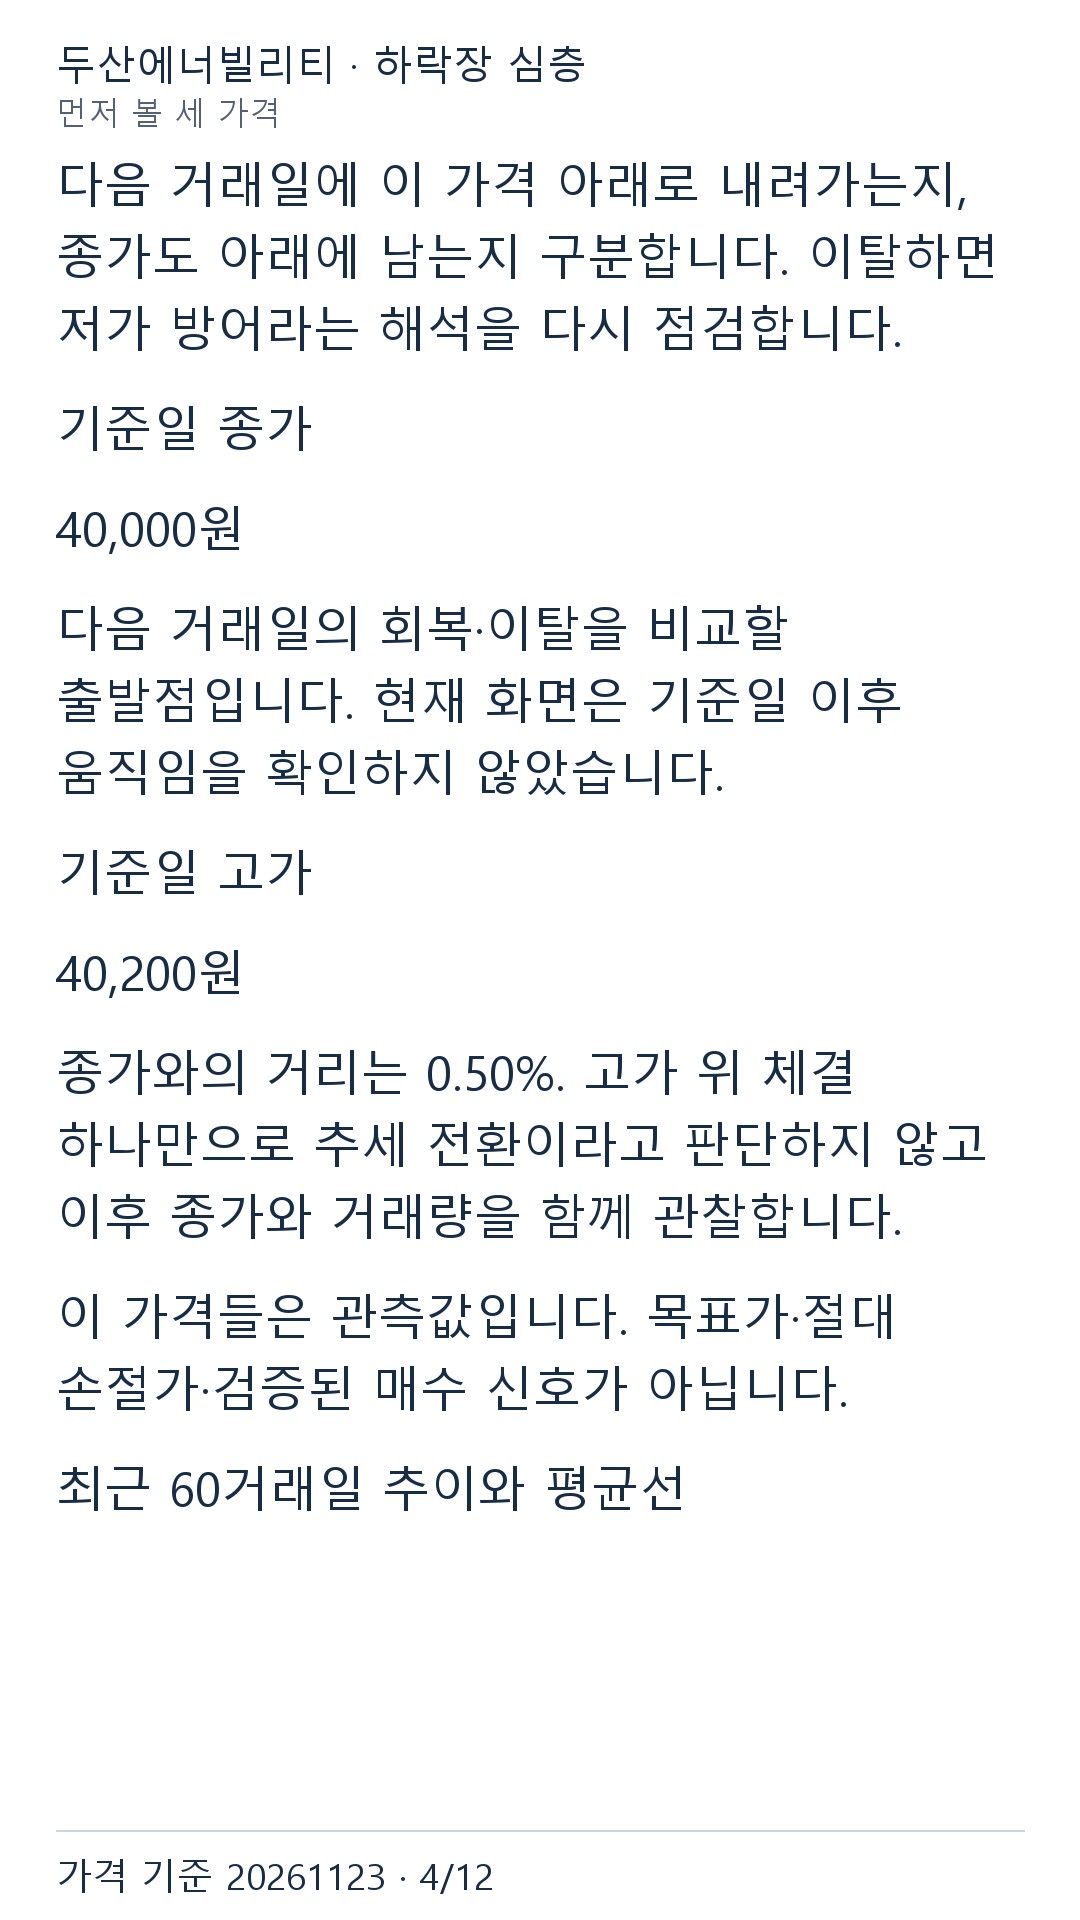 두산에너빌리티 · 하락장 심층
먼저 볼 세 가격
다음 거래일에 이 가격 아래로 내려가는지,
종가도 아래에 남는지 구분합니다. 이탈하면
저가 방어라는 해석을 다시 점검합니다.
기준일 종가
40,000원
다음 거래일의 회복·이탈을 비교할
출발점입니다. 현재 화면은 기준일 이후
움직임을 확인하지 않았습니다.
기준일 고가
40,200원
종가와의 거리는 0.50%. 고가 위 체결
하나만으로 추세 전환이라고 판단하지 않고
이후 종가와 거래량을 함께 관찰합니다.
이 가격들은 관측값입니다. 목표가·절대
손절가·검증된 매수 신호가 아닙니다.
최근 60거래일 추이와 평균선
가격 기준 20261123 · 4/12